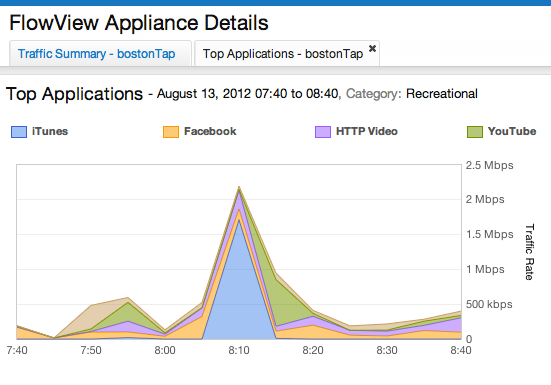 FlowView Appliance Details
Traffic Summary - bostonTap
Top Applications - bostonTap ✖
Top Applications - August 13, 2012 07:40 to 08:40, Category: Recreational
iTunes
Facebook
HTTP Video
YouTube
2.5 Mbps
2 Mbps
1.5 Mbps
1 Mbps
500 kbps
0
Traffic Rate
7:40
7:50
8:00
8:10
8:20
8:30
8:40